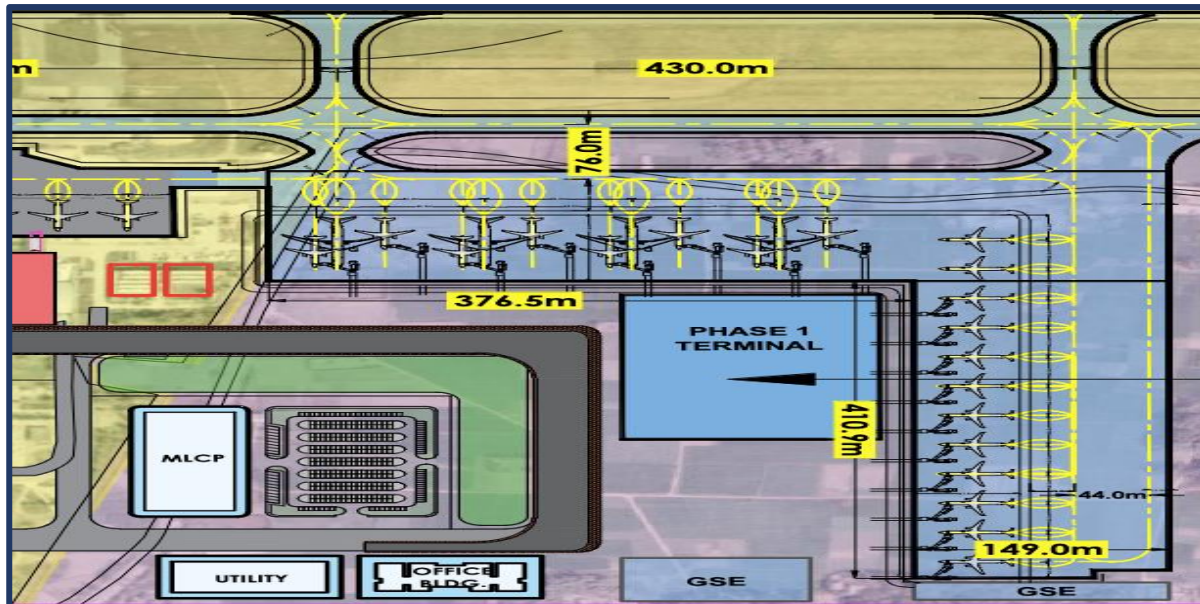 m
430.0m
76.0m
376.5m
PHASE 1
TERMINAL
410.9m
MLCP
44.0m
149.0m
UTILITY
OFFICE
BLDG.
GSE
GSE